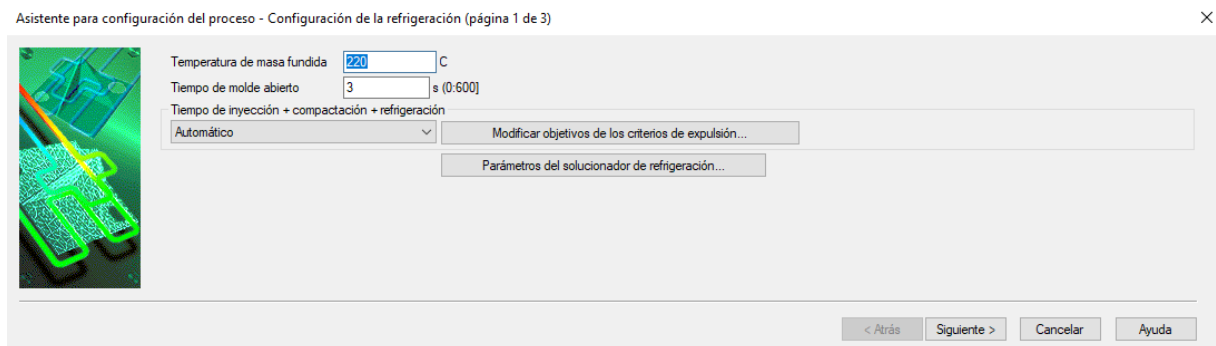 Asistente para configuración del proceso - Configuración de la refrigeración (página 1 de 3)
Temperatura de masa fundida 220 C
Tiempo de molde abierto 3 s (0:600]
Tiempo de inyección + compactación + refrigeración
Automático Modificar objetivos de los criterios de expulsión...
Parámetros del solucionador de refrigeración...
< Atrás Siguiente > Cancelar Ayuda